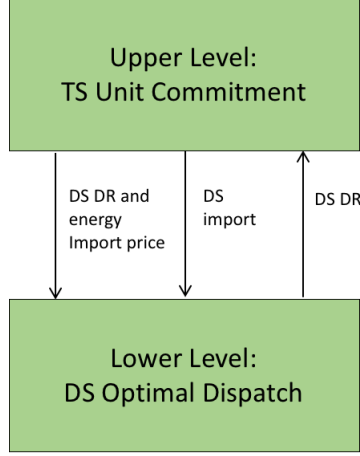 Upper Level:
TS Unit Commitment
DS DR and
energy
Import price
DS
import
DS DR
Lower Level:
DS Optimal Dispatch